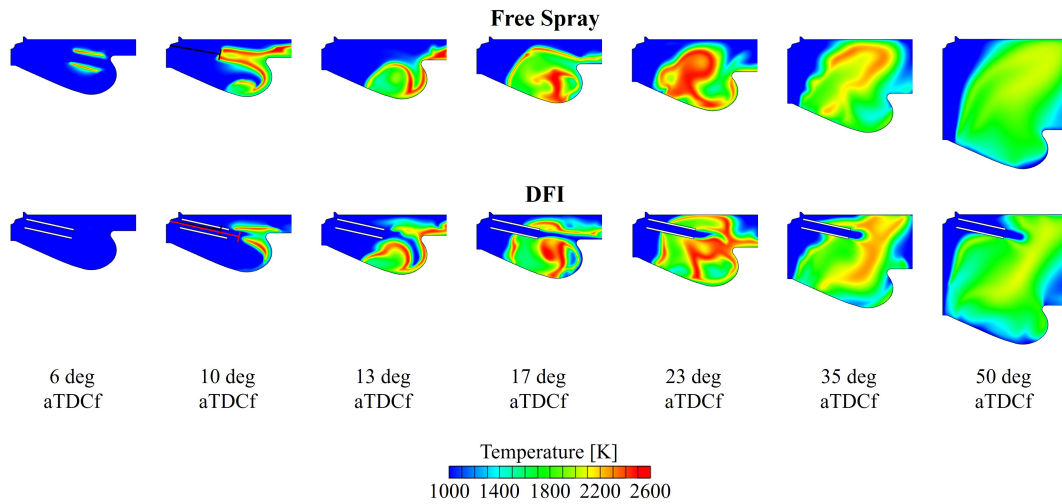 Free Spray
DFI
6 deg 10 deg 13 deg 17 deg 23 deg 35 deg 50 deg
aTDCf aTDCf aTDCf aTDCf aTDCf aTDCf aTDCf
Temperature [K]
1000 1400 1800 2200 2600